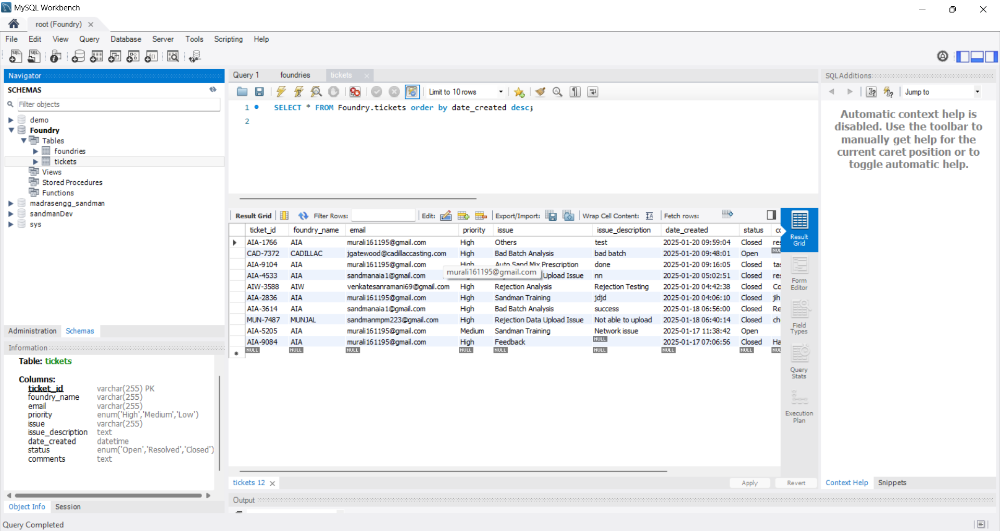 MySQL Workbench
root (Foundry)
File Edit View Query Database Server Tools Scripting Help
Navigator
SCHEMAS
Filter objects
demo
Foundry
Tables
foundries
tickets
Views
Stored Procedures
Functions
madrasengg_sandman
sandmanDev
sys
Administration Schemas
Information
Table: tickets
Columns:
ticket_id varchar(255) PK
foundry_name varchar(255)
email varchar(255)
priority enum('High','Medium','Low')
issue varchar(255)
issue_description text
date_created datetime
status enum('Open','Resolved','Closed')
comments text
Object Info Session
Query Completed
Query 1 foundries tickets
Limit to 10 rows
1 SELECT * FROM Foundry.tickets order by date_created desc;
2
Result Grid Filter Rows: Edit: Export/Import: Wrap Cell Content: Fetch rows:
ticket_id foundry_name email priority issue issue_description date_created status
AIA-1766 AIA murali161195@gmail.com High Others test 2025-01-20 09:59:04 Closed
CAD-7372 CADILLAC jgatewood@cadillaccasting.com High Bad Batch Analysis bad batch 2025-01-20 09:48:01 Open
AIA-9104 AIA murali161195@gmail.com High Auto Sand Mix Prescription done 2025-01-20 09:16:05 Closed
murali161195@gmail.com
AIA-4533 AIA sandmanaia1@gmail.com Upload Issue nn 2025-01-20 05:02:51 Closed
AIW-3588 AIW venkatesanramani69@gmail.com High Rejection Analysis Rejection Testing 2025-01-20 04:42:38 Closed
AIA-2836 AIA murali161195@gmail.com High Sandman Training jdjd 2025-01-20 04:06:10 Closed
AIA-3614 AIA sandmanaia1@gmail.com High Bad Batch Analysis success 2025-01-18 06:56:00 Closed
MUN-7487 MUNJAL sandmanmpm223@gmail.com High Rejection Data Upload Issue Not able to upload 2025-01-18 06:40:14 Closed
AIA-5205 AIA murali161195@gmail.com Medium Sandman Training Network issue 2025-01-17 11:38:42 Open
AIA-9084 AIA murali161195@gmail.com High Feedback NULL 2025-01-17 07:06:56 Closed
NULL NULL NULL NULL NULL NULL NULL NULL
Result Grid
Form Editor
Field Types
Query Stats
Execution Plan
tickets 12
Apply Revert
Output
SQLAdditions
Jump to
Automatic context help is
disabled. Use the toolbar to
manually get help for the
current caret position or to
toggle automatic help.
Context Help Snippets